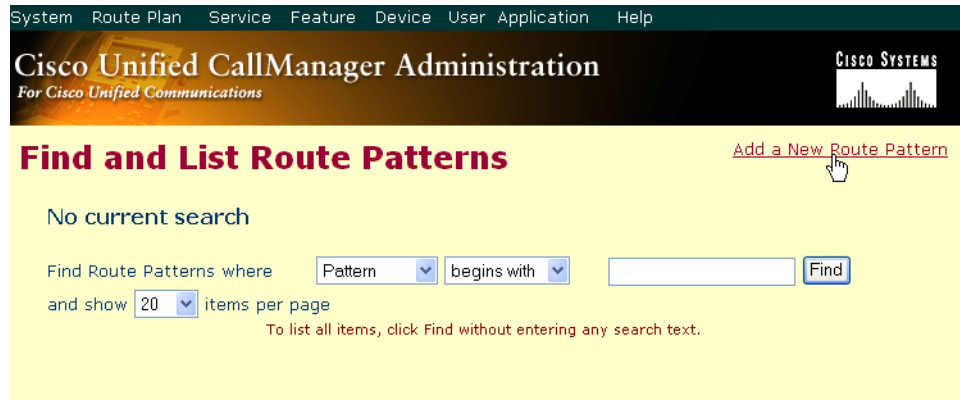 System Route Plan Service Feature Device User Application Help
Cisco Unified CallManager Administration
For Cisco Unified Communications
CISCO SYSTEMS
Find and List Route Patterns
Add a New Route Pattern
No current search
Find Route Patterns where Pattern begins with Find
and show 20 items per page
To list all items, click Find without entering any search text.